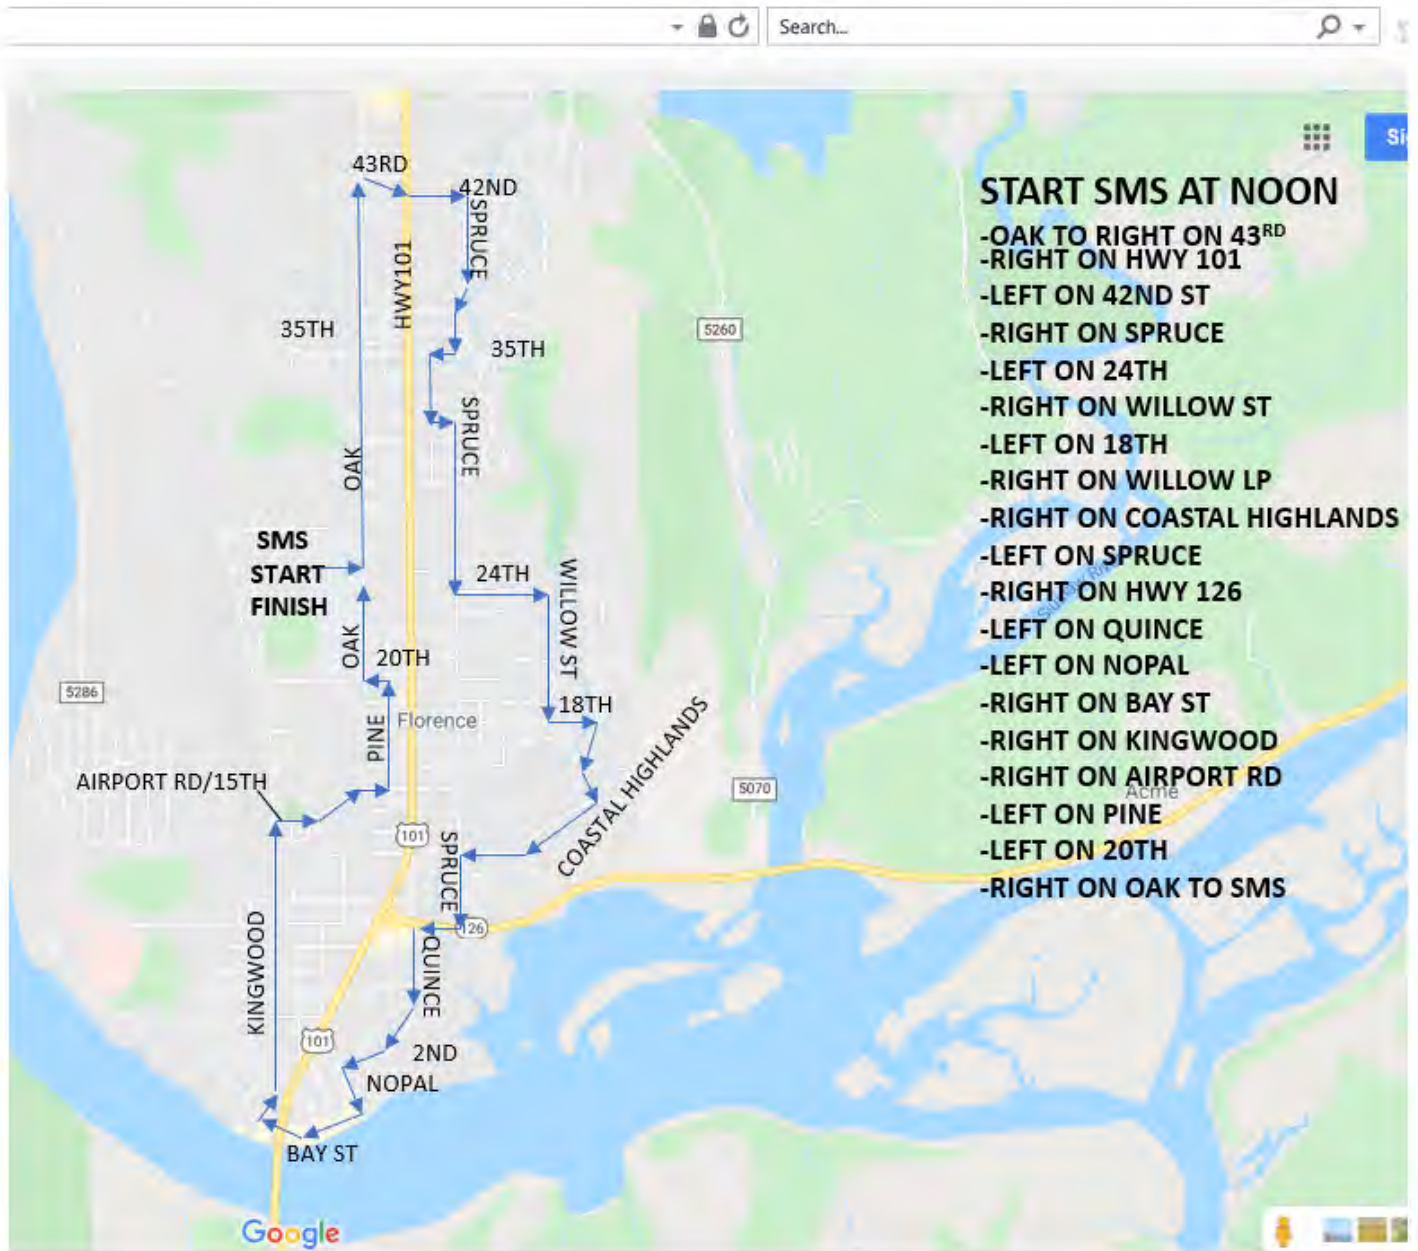 Search...
Si
43RD
42ND
SPRUCE
HWY101
35TH
35TH
SPRUCE
OAK
SMS
START
FINISH
24TH
WILLOW ST
OAK
20TH
5260
5286
PINE
Florence
18TH
COASTAL HIGHLANDS
AIRPORT RD/15TH
5070
Acme
101
SPRUCE
126
KINGWOOD
QUINCE
101
2ND
NOPAL
BAY ST
Google
START SMS AT NOON
-OAK TO RIGHT ON 43RD
-RIGHT ON HWY 101
-LEFT ON 42ND ST
-RIGHT ON SPRUCE
-LEFT ON 24TH
-RIGHT ON WILLOW ST
-LEFT ON 18TH
-RIGHT ON WILLOW LP
-RIGHT ON COASTAL HIGHLANDS
-LEFT ON SPRUCE
-RIGHT ON HWY 126
-LEFT ON QUINCE
-LEFT ON NOPAL
-RIGHT ON BAY ST
-RIGHT ON KINGWOOD
-RIGHT ON AIRPORT RD
-LEFT ON PINE
-LEFT ON 20TH
-RIGHT ON OAK TO SMS